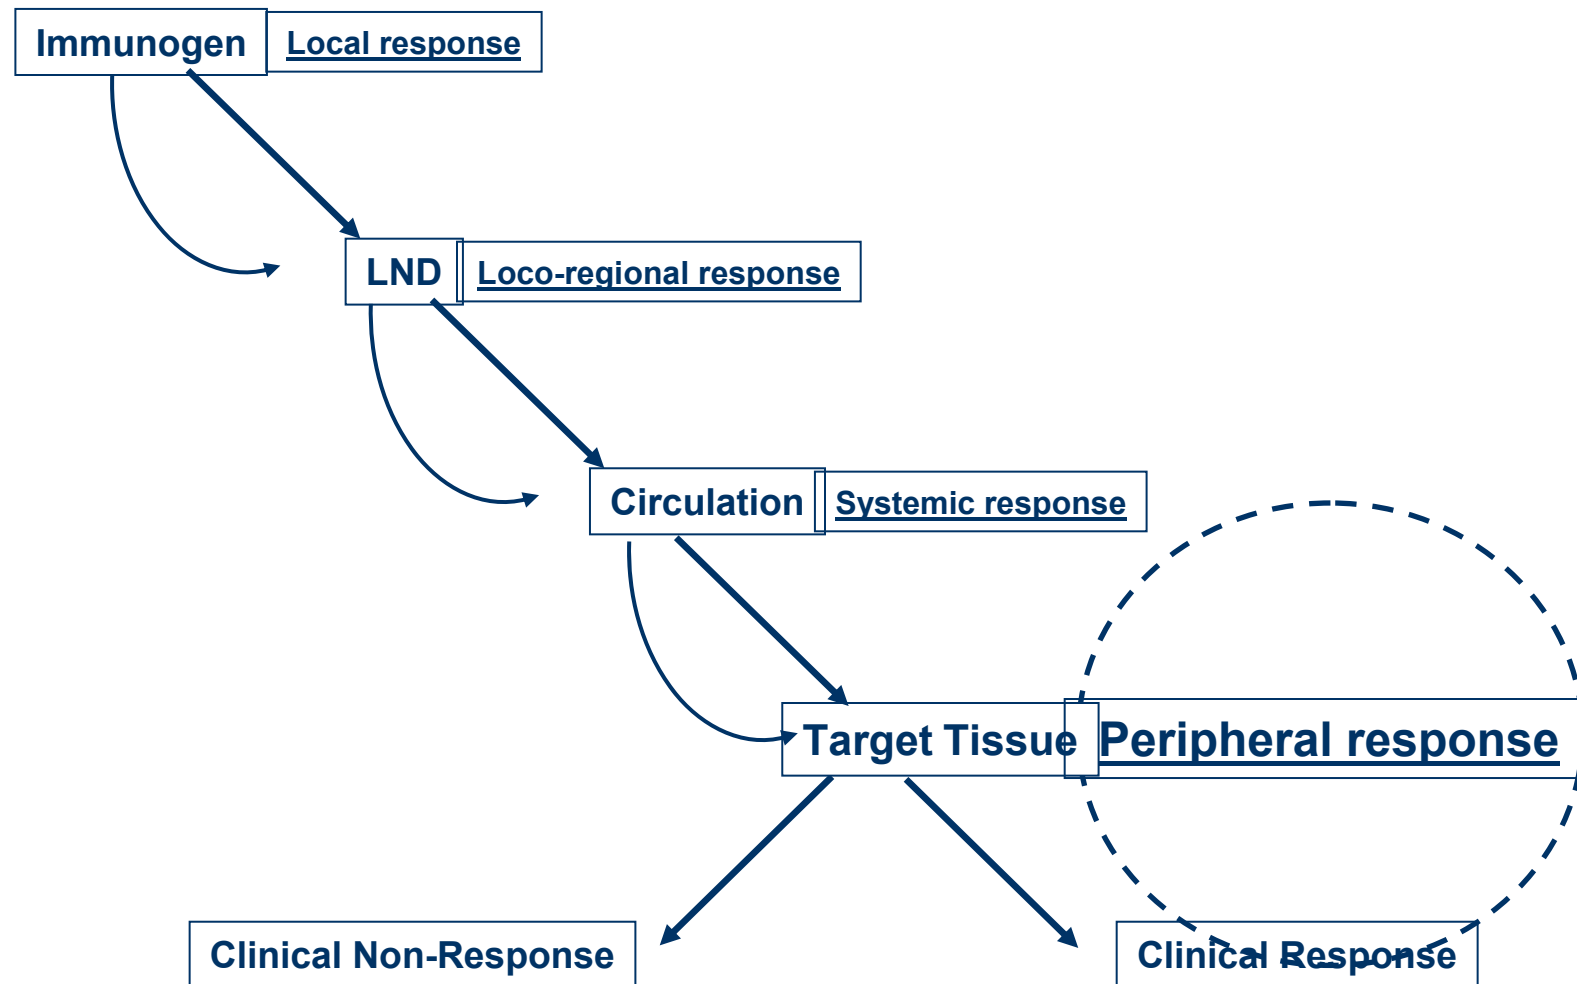 Immunogen
Local response
LND
Loco-regional response
Circulation
Systemic response
Target Tissue
Peripheral response
Clinical Non-Response
Clinical Response